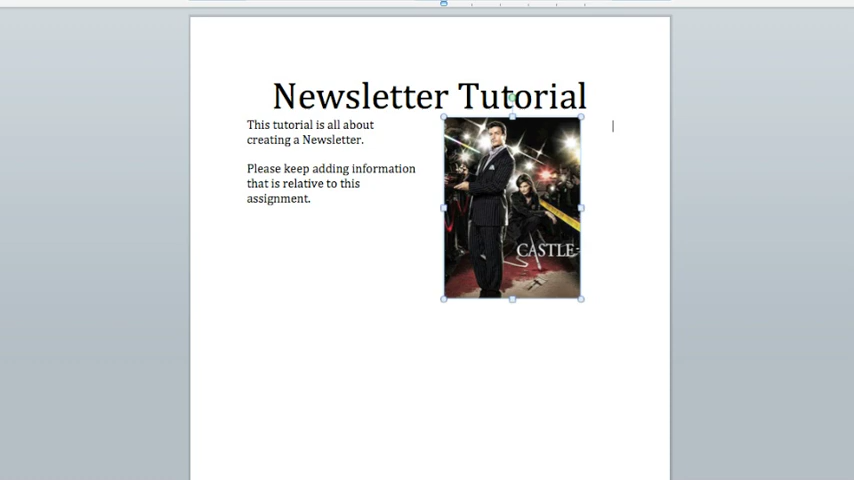 Newsletter Tutorial
This tutorial is all about
creating a Newsletter.
Please keep adding information
that is relative to this
assignment.
CASTLE